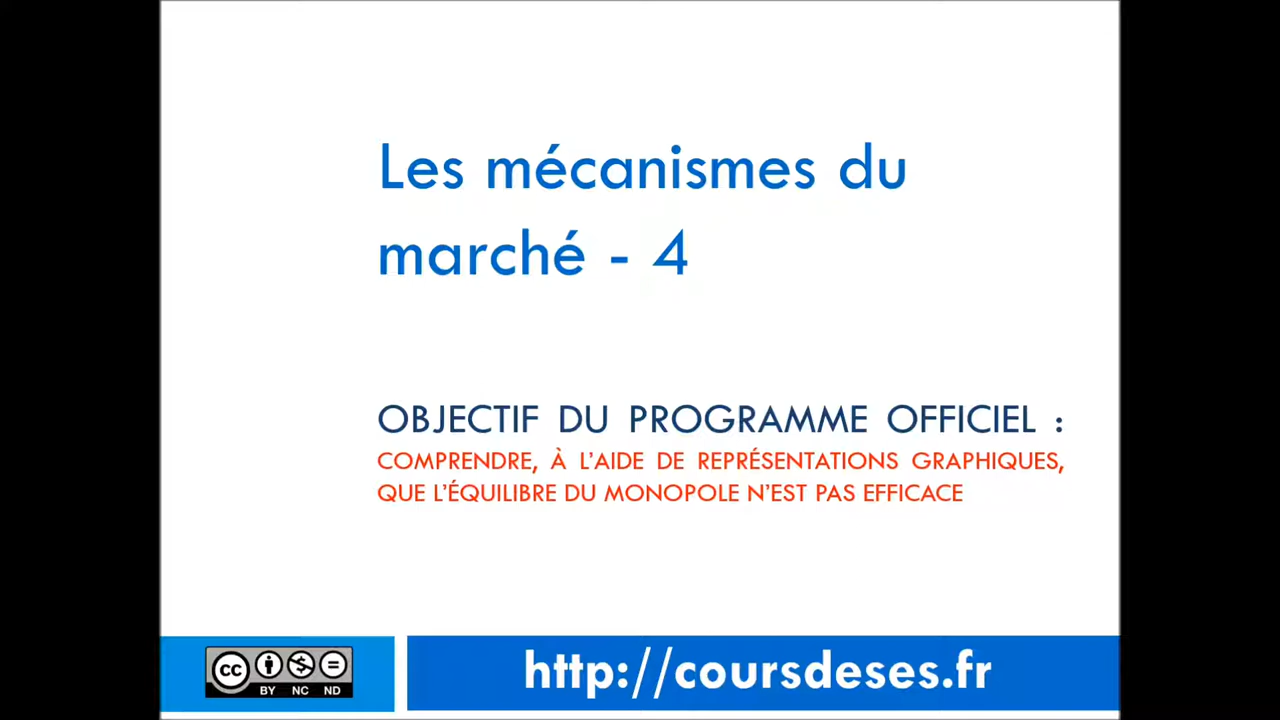 Les mécanismes du
marché - 4
OBJECTIF DU PROGRAMME OFFICIEL :
COMPRENDRE, À L'AIDE DE REPRÉSENTATIONS GRAPHIQUES,
QUE L'ÉQUILIBRE DU MONOPOLE N'EST PAS EFFICACE
cc
BY NC ND
http://coursdeses.fr